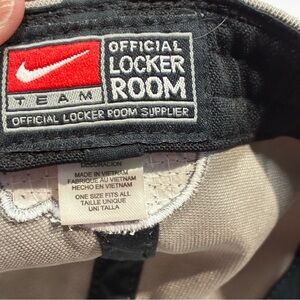 OFFICIAL
LOCKER
ROOM
TEAM
OFFICIAL LOCKER ROOM SUPPLIER
MADE IN VIETNAM
FABRIQUÉ AU VIETNAM
HECHO EN VIETNAM
ONE SIZE FITS ALL
TAILLE UNIQUE
UNI TALLA